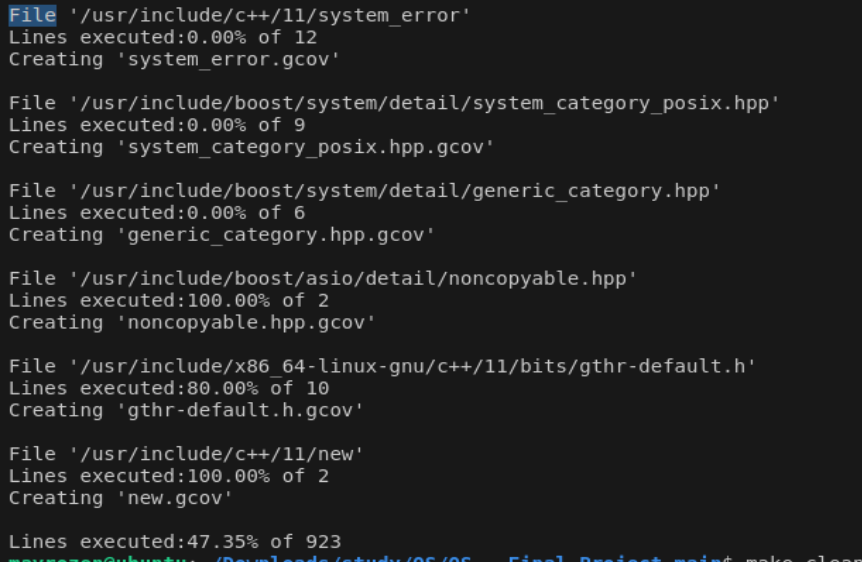 File '/usr/include/c++/11/system_error'
Lines executed:0.00% of 12
Creating 'system_error.gcov'
File '/usr/include/boost/system/detail/system_category_posix.hpp'
Lines executed:0.00% of 9
Creating 'system_category_posix.hpp.gcov'
File '/usr/include/boost/system/detail/generic_category.hpp'
Lines executed:0.00% of 6
Creating 'generic_category.hpp.gcov'
File '/usr/include/boost/asio/detail/noncopyable.hpp'
Lines executed:100.00% of 2
Creating 'noncopyable.hpp.gcov'
File '/usr/include/x86_64-linux-gnu/c++/11/bits/gthr-default.h'
Lines executed:80.00% of 10
Creating 'gthr-default.h.gcov'
File '/usr/include/c++/11/new'
Lines executed:100.00% of 2
Creating 'new.gcov'
Lines executed:47.35% of 923